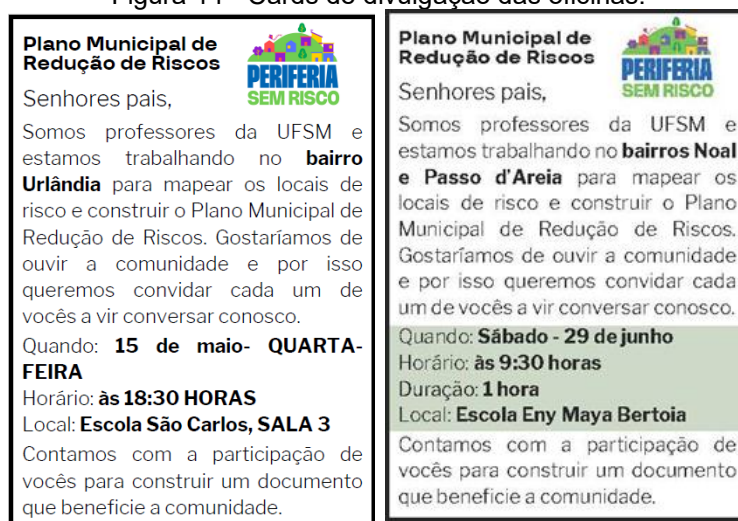 Plano Municipal de
Redução de Riscos
PERIFERIA
SEM RISCO
Senhores pais,
Somos professores da UFSM e
estamos trabalhando no bairro
Urlândia para mapear os locais de
risco e construir o Plano Municipal de
Redução de Riscos. Gostaríamos de
ouvir a comunidade e por isso
queremos convidar cada um de
vocês a vir conversar conosco.
Quando: 15 de maio- QUARTA-
FEIRA
Horário: às 18:30 HORAS
Local: Escola São Carlos, SALA 3
Contamos com a participação de
vocês para construir um documento
que beneficie a comunidade.
Plano Municipal de
Redução de Riscos
PERIFERIA
SEM RISCO
Senhores pais,
Somos professores da UFSM e
estamos trabalhando no bairros Noal
e Passo d'Areia para mapear os
locais de risco e construir o Plano
Municipal de Redução de Riscos.
Gostaríamos de ouvir a comunidade
e por isso queremos convidar cada
um de vocês a vir conversar conosco.
Quando: Sábado - 29 de junho
Horário: às 9:30 horas
Duração: 1 hora
Local: Escola Eny Maya Bertoia
Contamos com a participação de
vocês para construir um documento
que beneficie a comunidade.